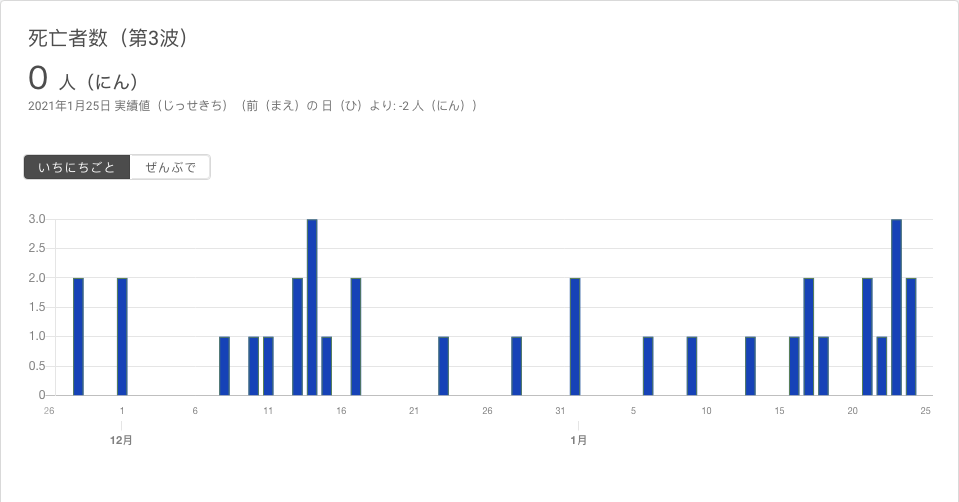 死亡者数（第3波）
0 人（にん）
2021年1月25日 実績値（じっせきち）（前（まえ）の 日（ひ）より: -2 人（にん））
いちにちごと ぜんぶで
3.0
2.5
2.0
1.5
1.0
0.5
0
26 1 6 11 16 21 26 31 5 10 15 20 25
12月 1月